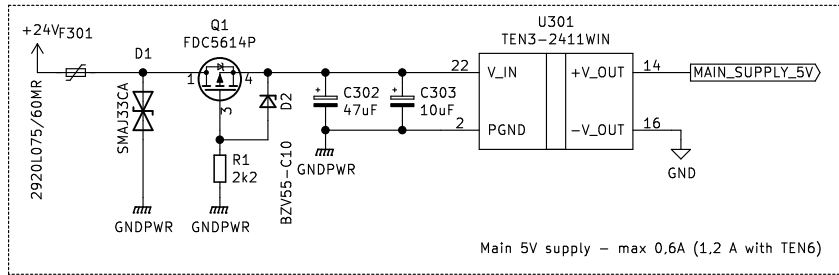 +24V
F301
2920L075/60MR
D1
SMAJ33CA
GNDPWR
Q1
FDC5614P
1
4
3
R1
2k2
GNDPWR
D2
BZV55-C10
C302
47uF
C303
10uF
GNDPWR
U301
TEN3-2411WIN
22
V_IN
2
PGND
+V_OUT
14
-V_OUT
16
MAIN_SUPPLY_5V
GND
Main 5V supply - max 0,6A (1,2 A with TEN6)